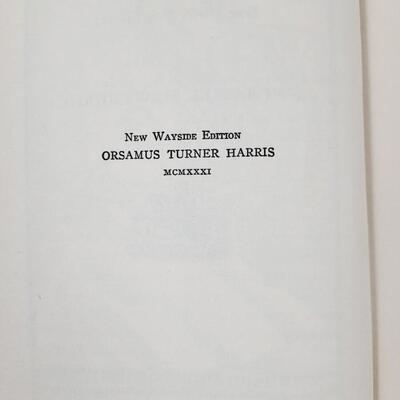 New Wayside Edition
ORSAMUS TURNER HARRIS
MCMXXXI